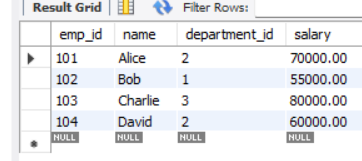 Result Grid Filter Rows:
emp_id name department_id salary
101 Alice 2 70000.00
102 Bob 1 55000.00
103 Charlie 3 80000.00
104 David 2 60000.00
NULL NULL NULL NULL